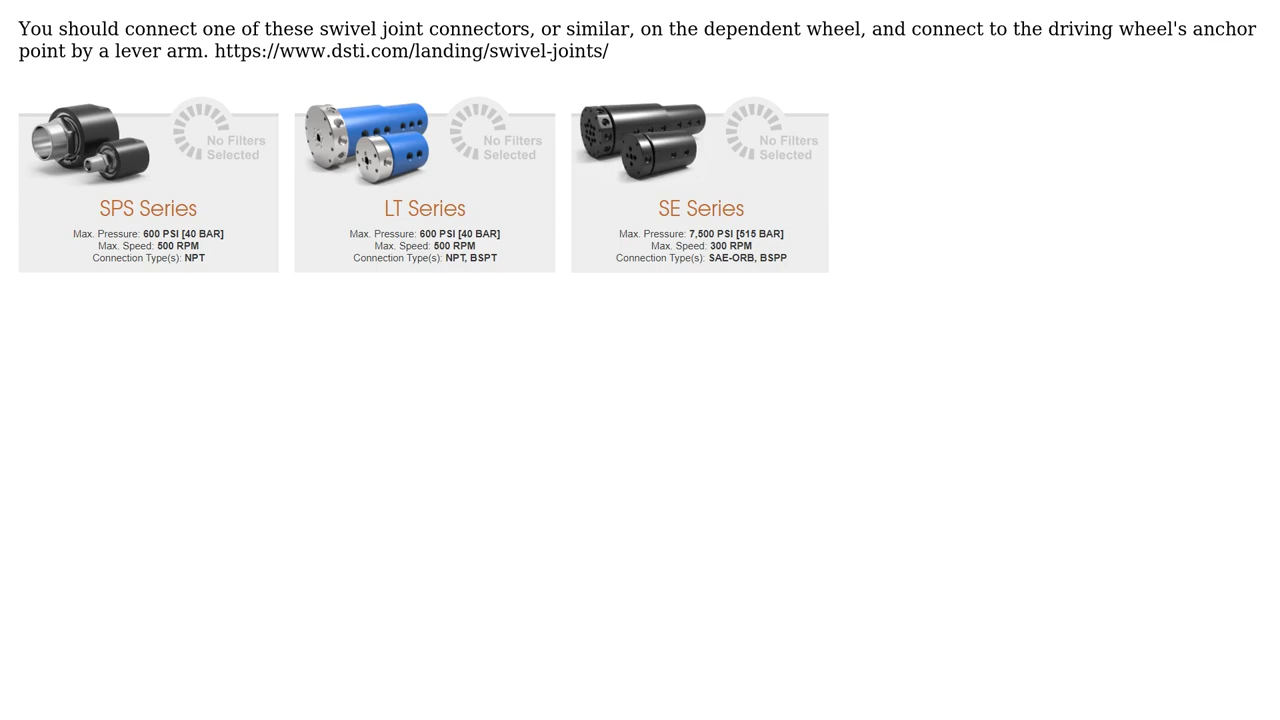 You should connect one of these swivel joint connectors, or similar, on the dependent wheel, and connect to the driving wheel's anchor
point by a lever arm. https://www.dsti.com/landing/swivel-joints/
No Filters
Selected
SPS Series
Max. Pressure: 600 PSI [40 BAR]
Max. Speed: 500 RPM
Connection Type(s): NPT
No Filters
Selected
LT Series
Max. Pressure: 600 PSI [40 BAR]
Max. Speed: 500 RPM
Connection Type(s): NPT, BSPT
No Filters
Selected
SE Series
Max. Pressure: 7,500 PSI [515 BAR]
Max. Speed: 300 RPM
Connection Type(s): SAE-ORB, BSPP